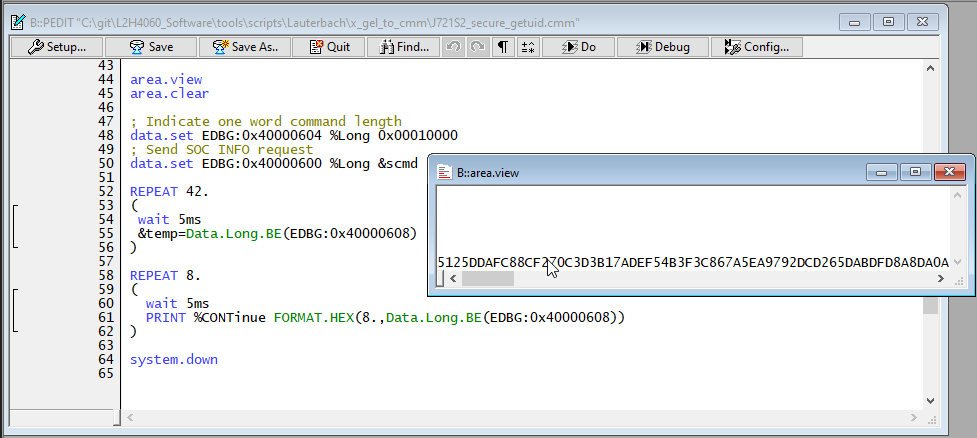 B::PEDIT "C:\git\L2H4060_Software\tools\scripts\Lauterbach\x_gel_to_cmm\J721S2_secure_getuid.cmm"
Setup... Save Save As.. Quit Find... ¶ Do Debug Config...
43
44 area.view
45 area.clear
46
47 ; Indicate one word command length
48 data.set EDBG:0x40000604 %Long 0x00010000
49 ; Send SOC INFO request
50 data.set EDBG:0x40000600 %Long &scmd
51
52 REPEAT 42.
53 (
54 wait 5ms
55 &temp=Data.Long.BE(EDBG:0x40000608)
56 )
57
58 REPEAT 8.
59 (
60 wait 5ms
61 PRINT %CONTinue FORMAT.HEX(8.,Data.Long.BE(EDBG:0x40000608))
62 )
63
64 system.down
65
B::area.view
5125DDAFC88CF270C3D3B17ADEF54B3F3C867A5EA9792DCD265DABDFD8A8DA0A